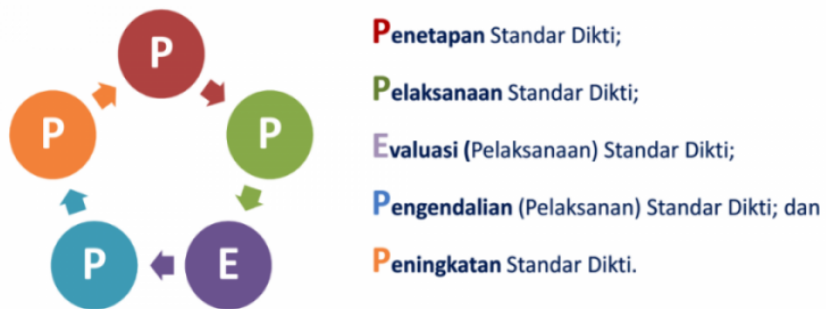 P
P
P
P
E
Penetapan Standar Dikti;
Pelaksanaan Standar Dikti;
Evaluasi (Pelaksanaan) Standar Dikti;
Pengendalian (Pelaksanan) Standar Dikti; dan
Peningkatan Standar Dikti.